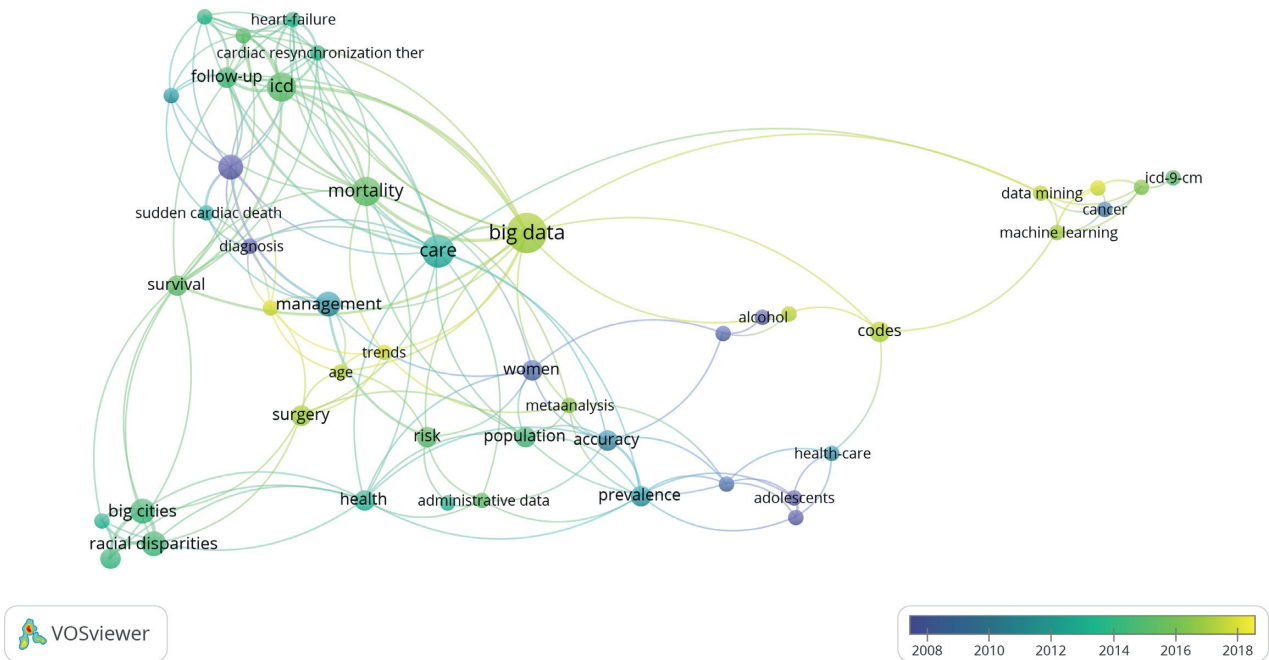 heart-failure
cardiac resynchronization ther
follow-up
icd
mortality
sudden cardiac death
diagnosis
care
big data
survival
management
trends
age
surgery
women
metaanalysis
risk
population
accuracy
health
administrative data
prevalence
big cities
racial disparities
alcohol
codes
health-care
adolescents
icd-9-cm
data mining
cancer
machine learning
VOSviewer
2008 2010 2012 2014 2016 2018